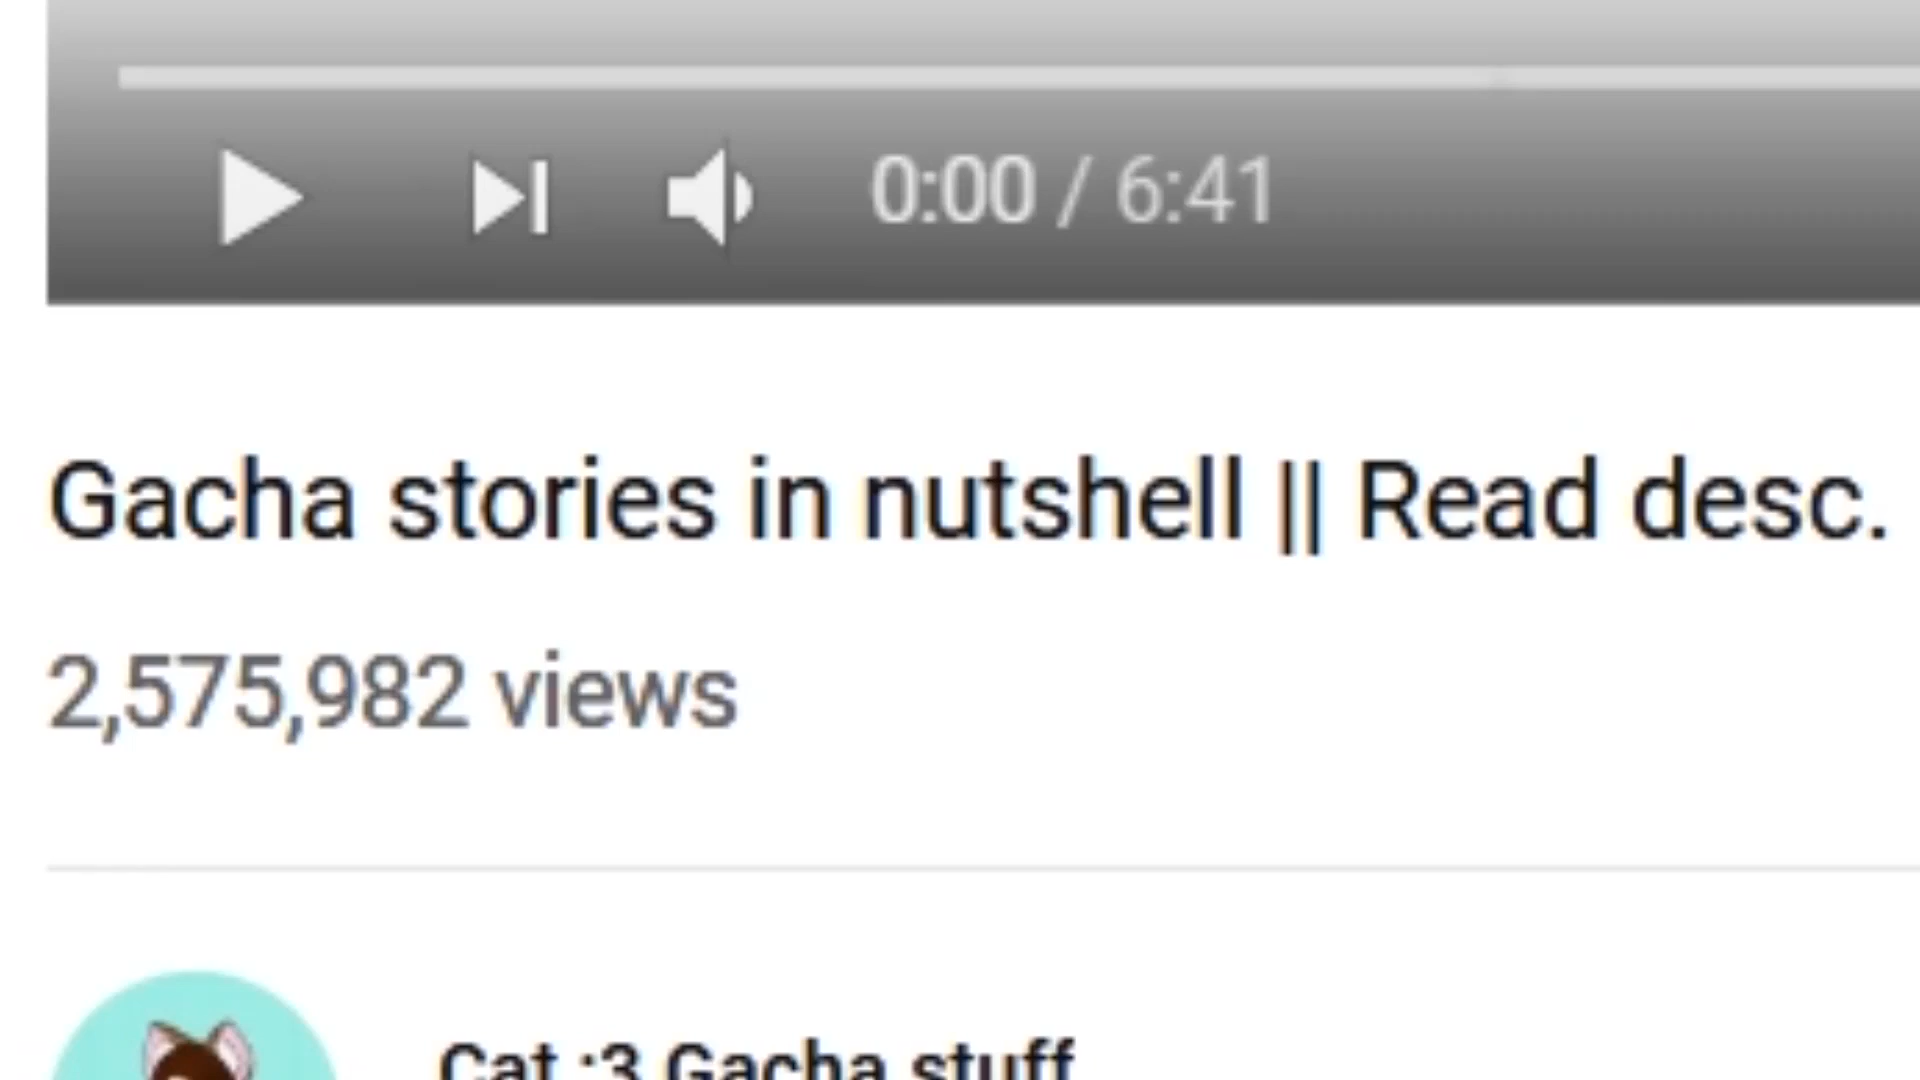 0:00 / 6:41
Gacha stories in nutshell || Read desc.
2,575,982 views
Cat :3 Gacha stuff